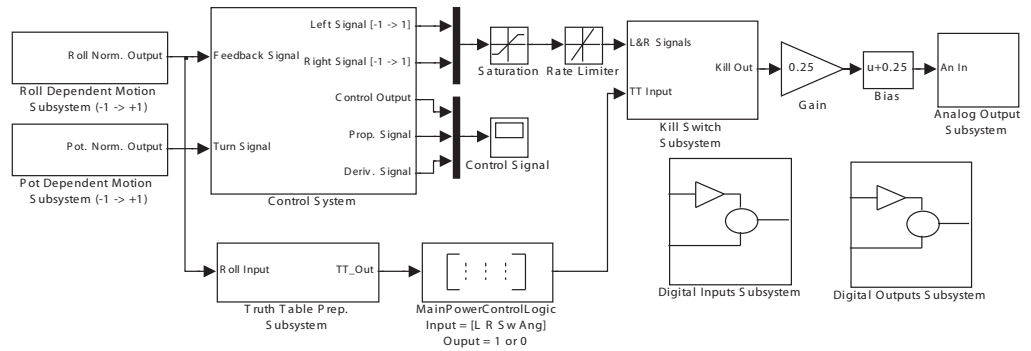 Roll Norm. Output
Roll Dependent Motion
Subsystem (-1 -> +1)
Pot. Norm. Output
Pot Dependent Motion
Subsystem (-1 -> +1)
Feedback Signal
Turn Signal
Left Signal [-1 -> 1]
Right Signal [-1 -> 1]
Control Output
Prop. Signal
Deriv. Signal
Control System
Saturation
Rate Limiter
Control Signal
L&R Signals
TT Input
Kill Out
Kill Switch
Subsystem
0.25
Gain
u+0.25
Bias
An In
Analog Output
Subsystem
Roll Input
TT_Out
Truth Table Prep.
Subsystem
MainPowerControlLogic
Input = [L R Sw Ang]
Ouput = 1 or 0
Digital Inputs Subsystem
Digital Outputs Subsystem